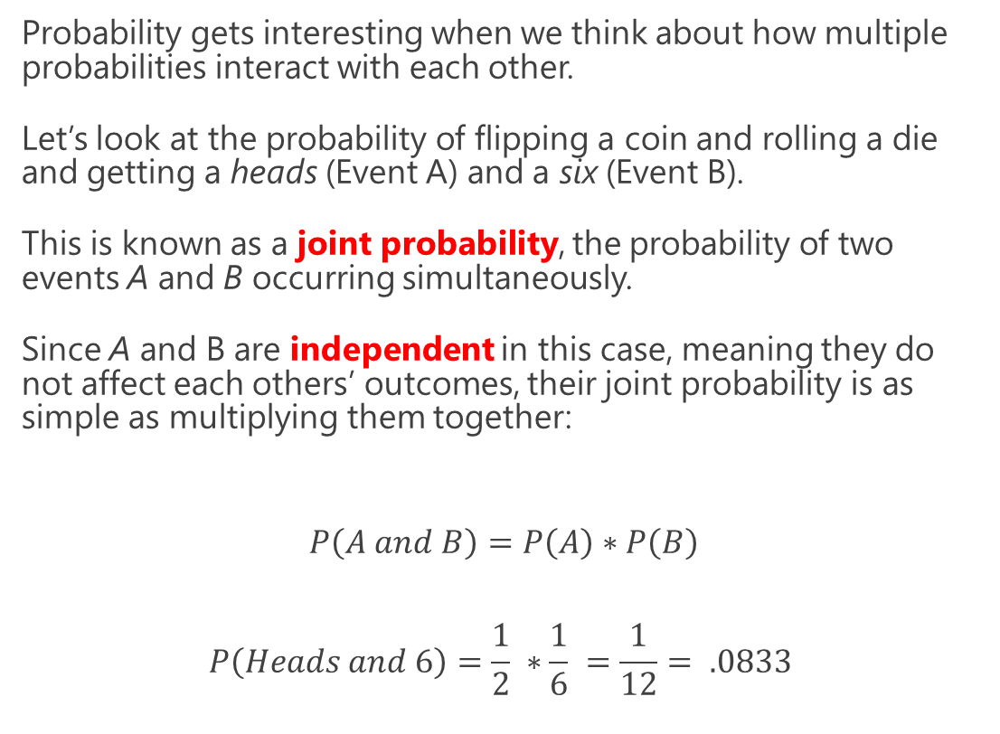 Probability gets interesting when we think about how multiple
probabilities interact with each other.
Let’s look at the probability of flipping a coin and rolling a die
and getting a heads (Event A) and a six (Event B).
This is known as a joint probability, the probability of two
events A and B occurring simultaneously.
Since A and B are independent in this case, meaning they do
not affect each others’ outcomes, their joint probability is as
simple as multiplying them together:
P(A and B) = P(A) ∗ P(B)
P(Heads and 6) = 1/2 ∗ 1/6 = 1/12 = .0833